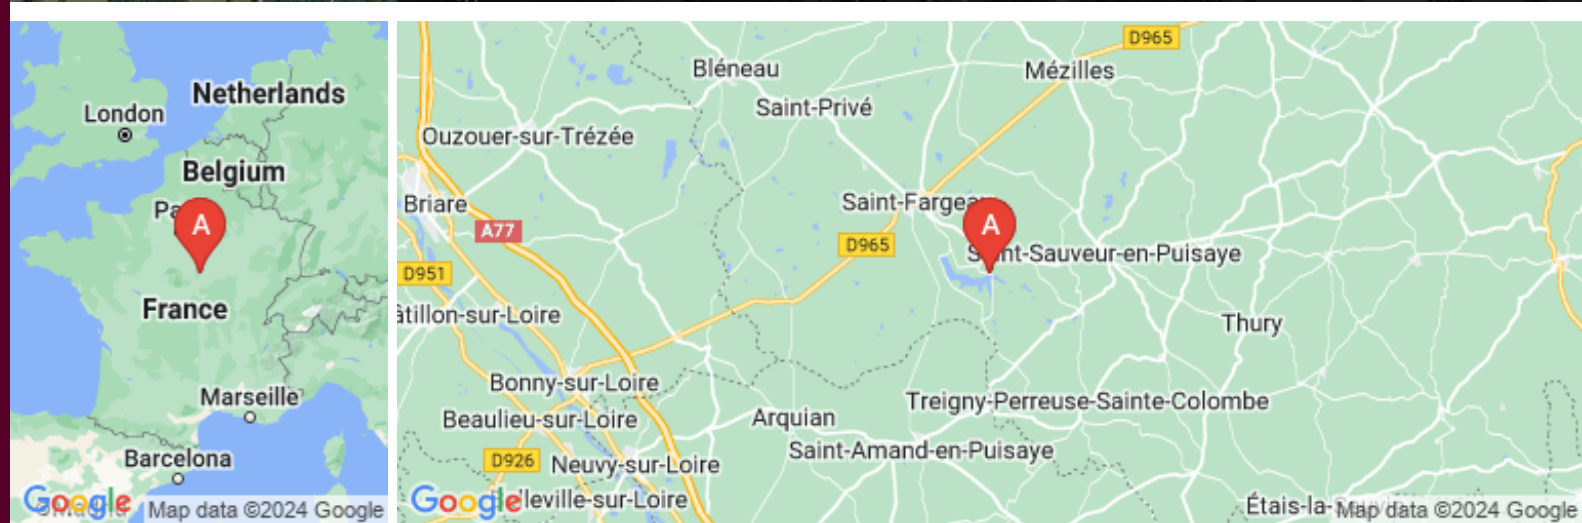 Netherlands
London
Belgium
Pa
A
France
Marseille
Barcelona
Google
Map data ©2024 Google
D965
Bléneau
Mézilles
Saint-Privé
Ouzouer-sur-Trézée
Saint-Fargeau
Briare
A77
A
D965
Saint-Sauveur-en-Puisaye
D951
âtillon-sur-Loire
Thury
Bonny-sur-Loire
Treigny-Perreuse-Sainte-Colombe
Beaulieu-sur-Loire
Arquian
Saint-Amand-en-Puisaye
D926
Neuvy-sur-Loire
Google
lleville-sur-Loire
Étais-la-
Map data ©2024 Google